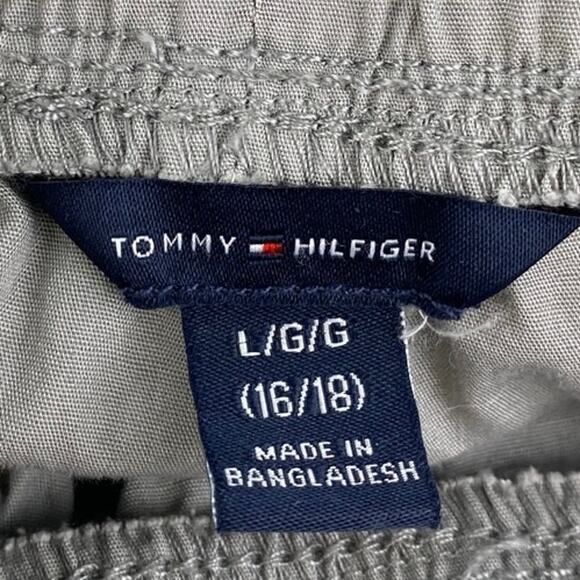 TOMMY HILFIGER
L/G/G
(16/18)
MADE IN
BANGLADESH